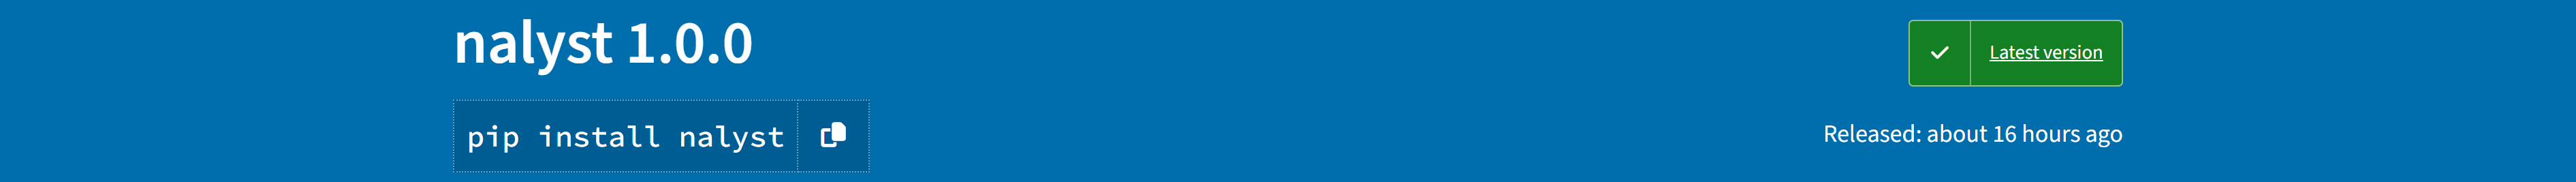 nalyst 1.0.0
Latest version
pip install nalyst
Released: about 16 hours ago